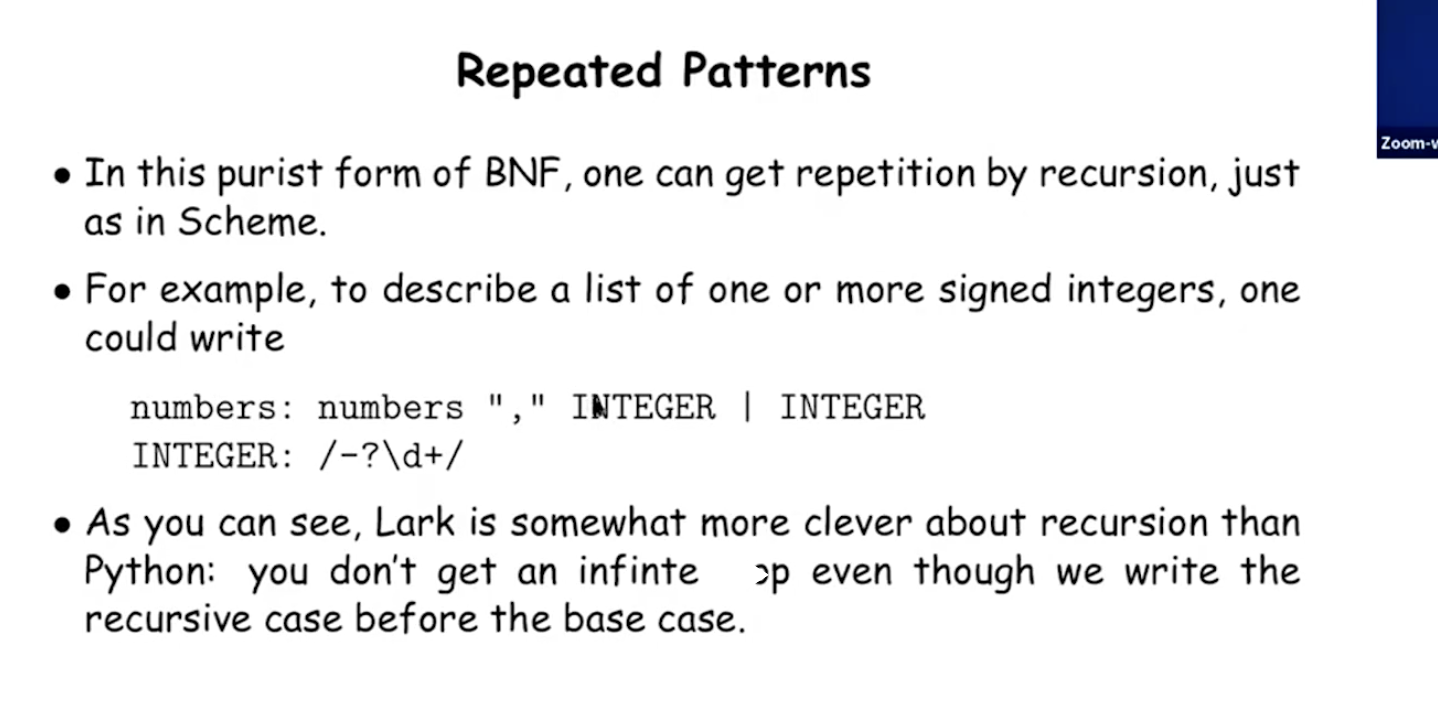 Repeated Patterns
Zoom-
• In this purist form of BNF, one can get repetition by recursion, just
as in Scheme.
• For example, to describe a list of one or more signed integers, one
could write
numbers: numbers "," INTEGER | INTEGER
INTEGER: /-?\d+/
• As you can see, Lark is somewhat more clever about recursion than
Python: you don't get an infinte even though we write the
recursive case before the base case.